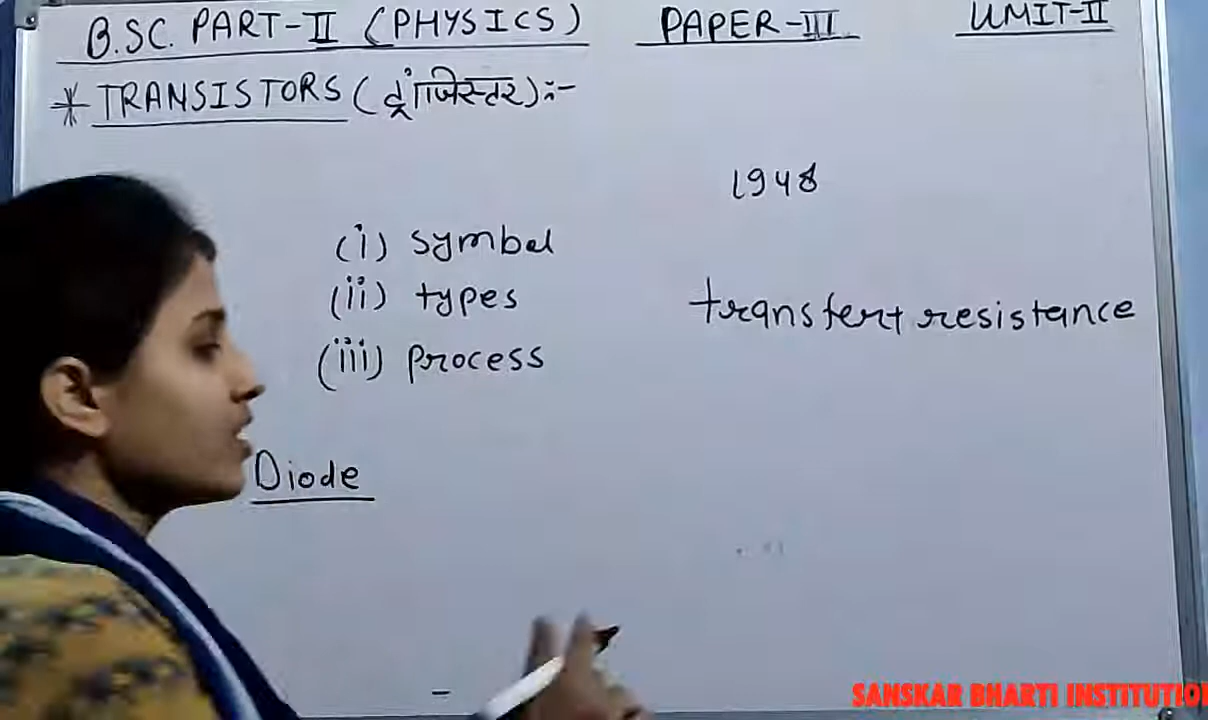 B.SC. PART-II (PHYSICS) PAPER-III UMIT-II
* TRANSISTORS (ट्रांजिस्टर):-
1948
(i) symbol
(ii) types
transfert resistance
(iii) process
Diode
SANSKAR BHARTI INSTITUTIO